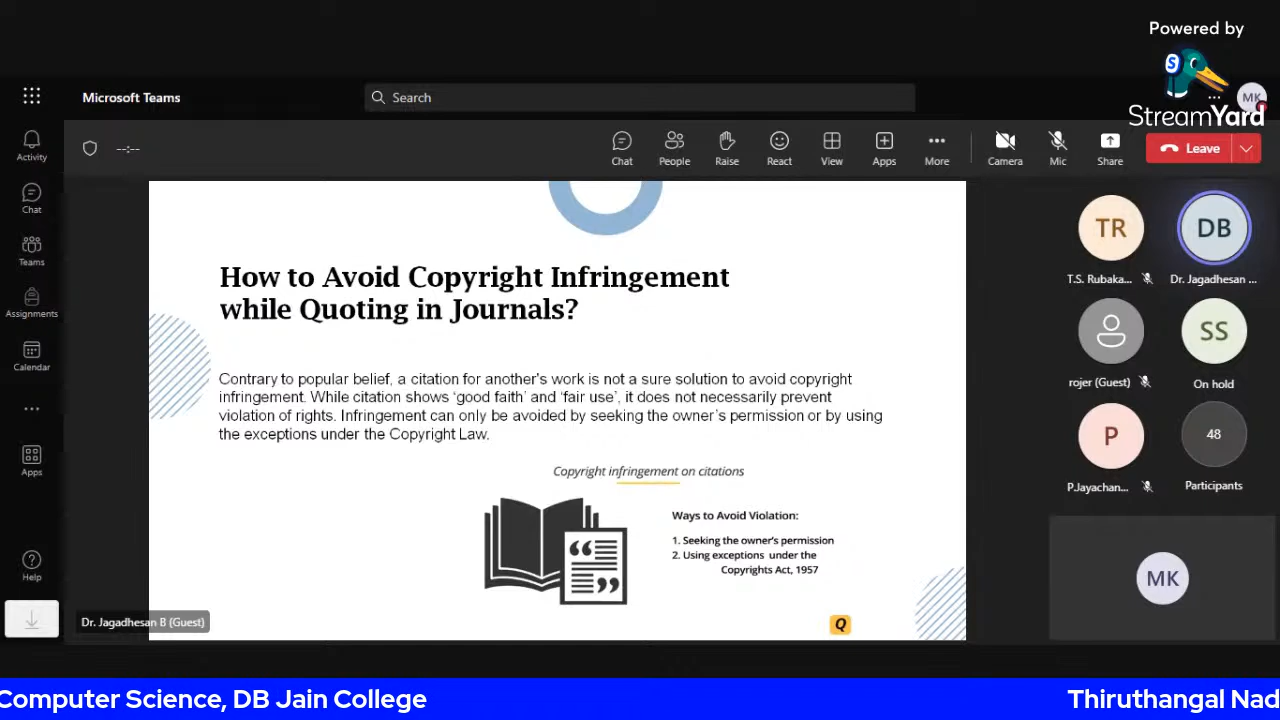 Powered by
StreamYard
Microsoft Teams
Search
MK
--:--
Chat
People
Raise
React
View
Apps
More
Camera
Mic
Share
Leave
Activity
Chat
Teams
Assignments
Calendar
Apps
Help
How to Avoid Copyright Infringement
while Quoting in Journals?
Contrary to popular belief, a citation for another's work is not a sure solution to avoid copyright
infringement. While citation shows 'good faith' and 'fair use', it does not necessarily prevent
violation of rights. Infringement can only be avoided by seeking the owner's permission or by using
the exceptions under the Copyright Law.
Copyright infringement on citations
Ways to Avoid Violation:
1. Seeking the owner's permission
2. Using exceptions under the
Copyrights Act, 1957
Q
Dr. Jagadhesan B (Guest)
TR
T.S. Rubaka...
DB
Dr. Jagadhesan ...
rojer (Guest)
SS
On hold
P
P.Jayachan...
48
Participants
MK
Computer Science, DB Jain College
Thiruthangal Nad